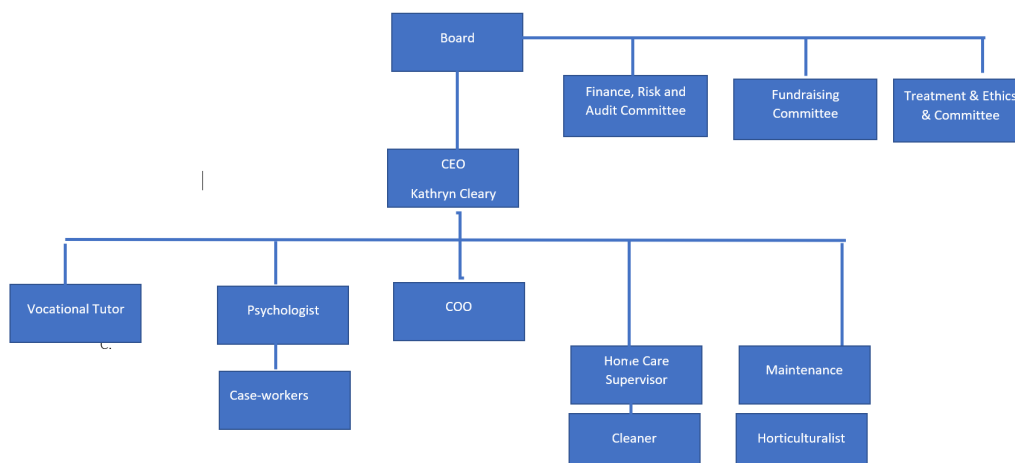 Board
Finance, Risk and
Audit Committee
Fundraising
Committee
Treatment & Ethics
& Committee
CEO
Kathryn Cleary
Vocational Tutor
Psychologist
COO
C.
Case-workers
Home Care
Supervisor
Maintenance
Cleaner
Horticulturalist